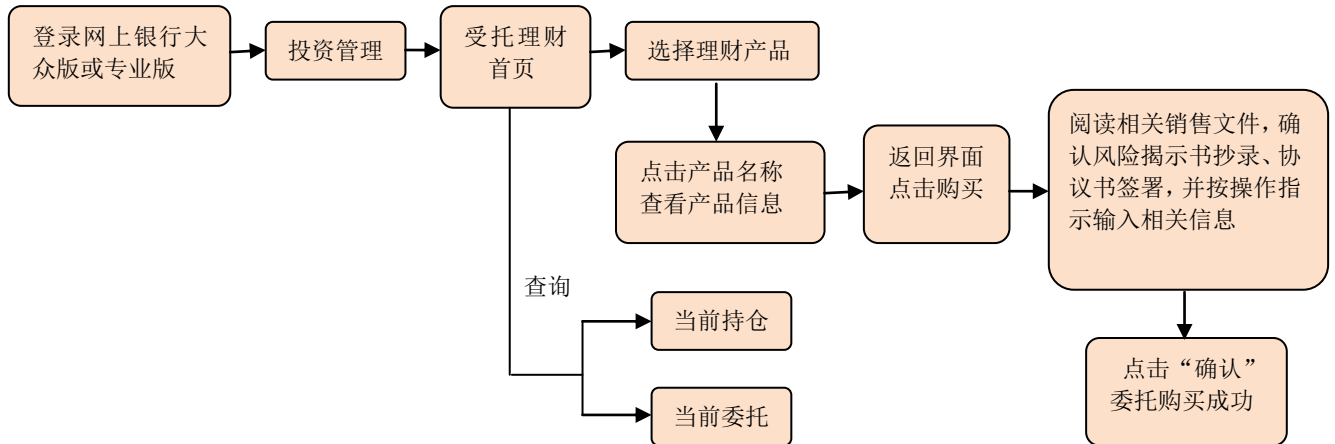 登录网上银行大
众版或专业版
投资管理
受托理财
首页
选择理财产品
点击产品名称
查看产品信息
返回界面
点击购买
阅读相关销售文件，确
认风险揭示书抄录、协
议书签署，并按操作指
示输入相关信息
查询
当前持仓
当前委托
点击“确认”
委托购买成功